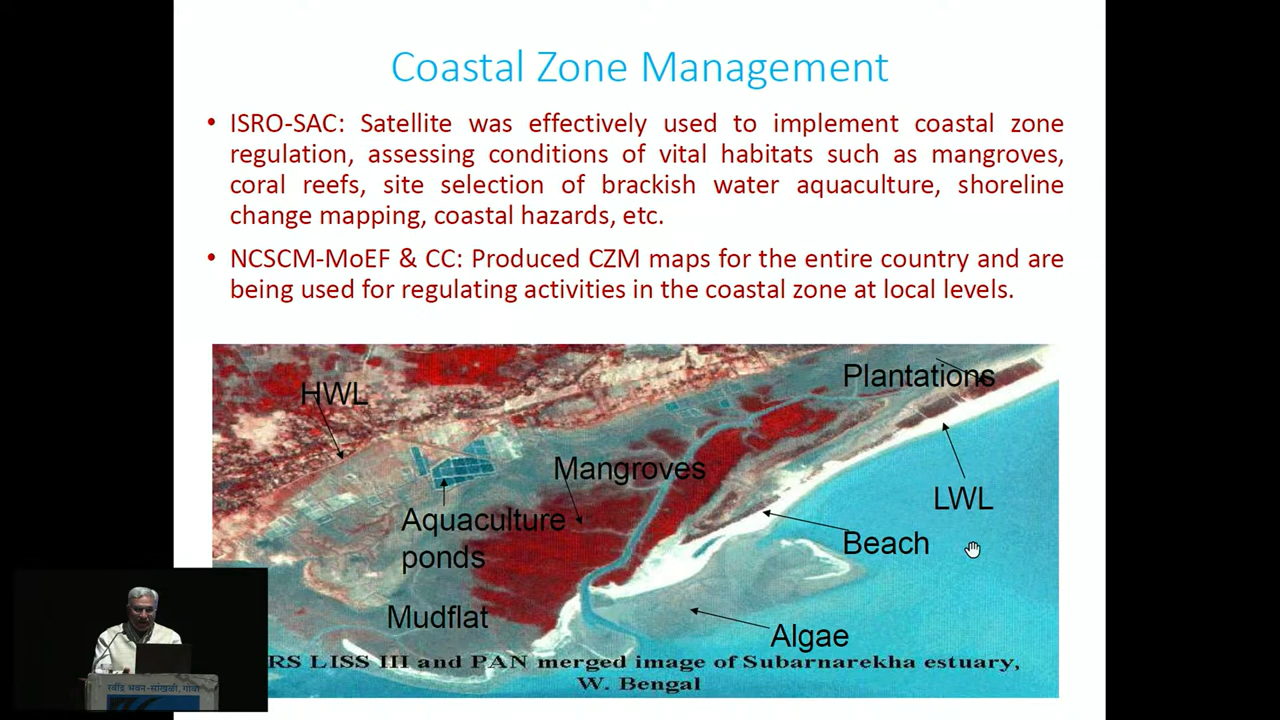 Coastal Zone Management
• ISRO-SAC: Satellite was effectively used to implement coastal zone
regulation, assessing conditions of vital habitats such as mangroves,
coral reefs, site selection of brackish water aquaculture, shoreline
change mapping, coastal hazards, etc.
• NCSCM-MoEF & CC: Produced CZM maps for the entire country and are
being used for regulating activities in the coastal zone at local levels.
Plantations
HWL
Mangroves
LWL
Aquaculture
ponds
Beach
Mudflat
Algae
RS LISS III and PAN merged image of Subarnarekha estuary,
W. Bengal
रवींद्र भवन-सांखळी, गोवा